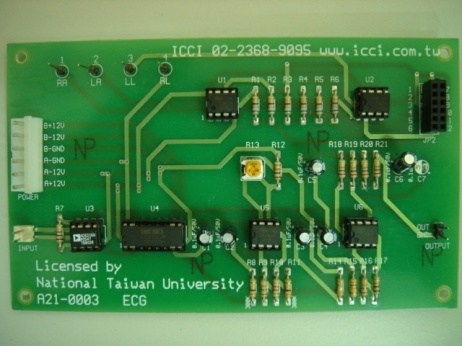 ICCI 02-2368-9095 www.icci.com.tw
1 2 3 4
RA LA LL RL
U1 R1 R2 R3 R4 R5 R6 U2
JP2
B+12V
B-12V
B-GND
A-GND
A-12V
A+12V
POWER
NP
NP
R13 R12
R18 R19 R20 R21
C6 C7
R7 U3 U4 U5 U6
INPUT
OUT
OUTPUT
NP
NP
R8 R9 R10 R11
R14 R15 R16 R17
Licensed by
National Taiwan University
A21-0003 ECG